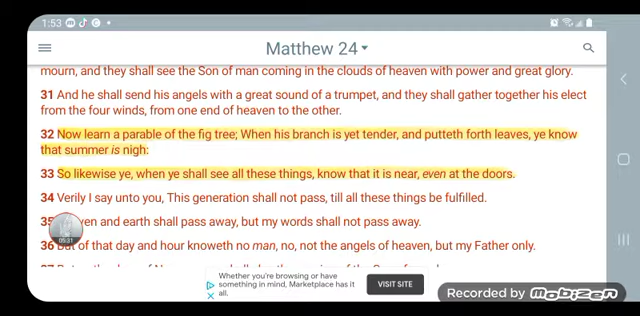 1:53
Matthew 24
mourn, and they shall see the Son of man coming in the clouds of heaven with power and great glory.
31 And he shall send his angels with a great sound of a trumpet, and they shall gather together his elect
from the four winds, from one end of heaven to the other.
32 Now learn a parable of the fig tree; When his branch is yet tender, and putteth forth leaves, ye know
that summer is nigh:
33 So likewise ye, when ye shall see all these things, know that it is near, even at the doors.
34 Verily I say unto you, This generation shall not pass, till all these things be fulfilled.
35 ven and earth shall pass away, but my words shall not pass away.
05:31
36 But of that day and hour knoweth no man, no, not the angels of heaven, but my Father only.
Whether you're browsing or have
something in mind, Marketplace has it
all.
VISIT SITE
Recorded by Mobizen